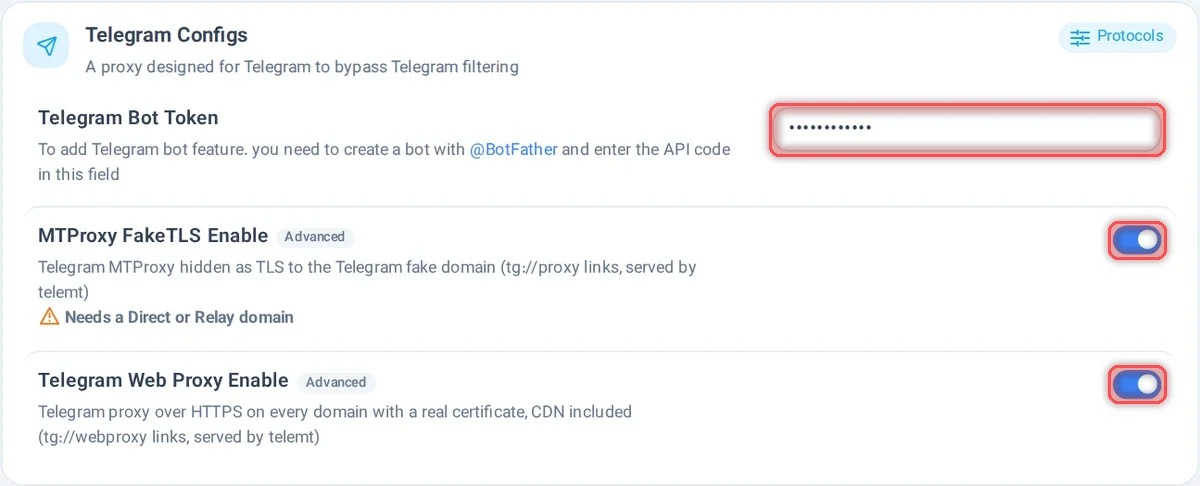 Telegram Configs
Protocols
A proxy designed for Telegram to bypass Telegram filtering
Telegram Bot Token
••••••••••••
To add Telegram bot feature. you need to create a bot with @BotFather and enter the API code
in this field
MTProxy FakeTLS Enable Advanced
Telegram MTProxy hidden as TLS to the Telegram fake domain (tg://proxy links, served by
telemt)
Needs a Direct or Relay domain
Telegram Web Proxy Enable Advanced
Telegram proxy over HTTPS on every domain with a real certificate, CDN included
(tg://webproxy links, served by telemt)